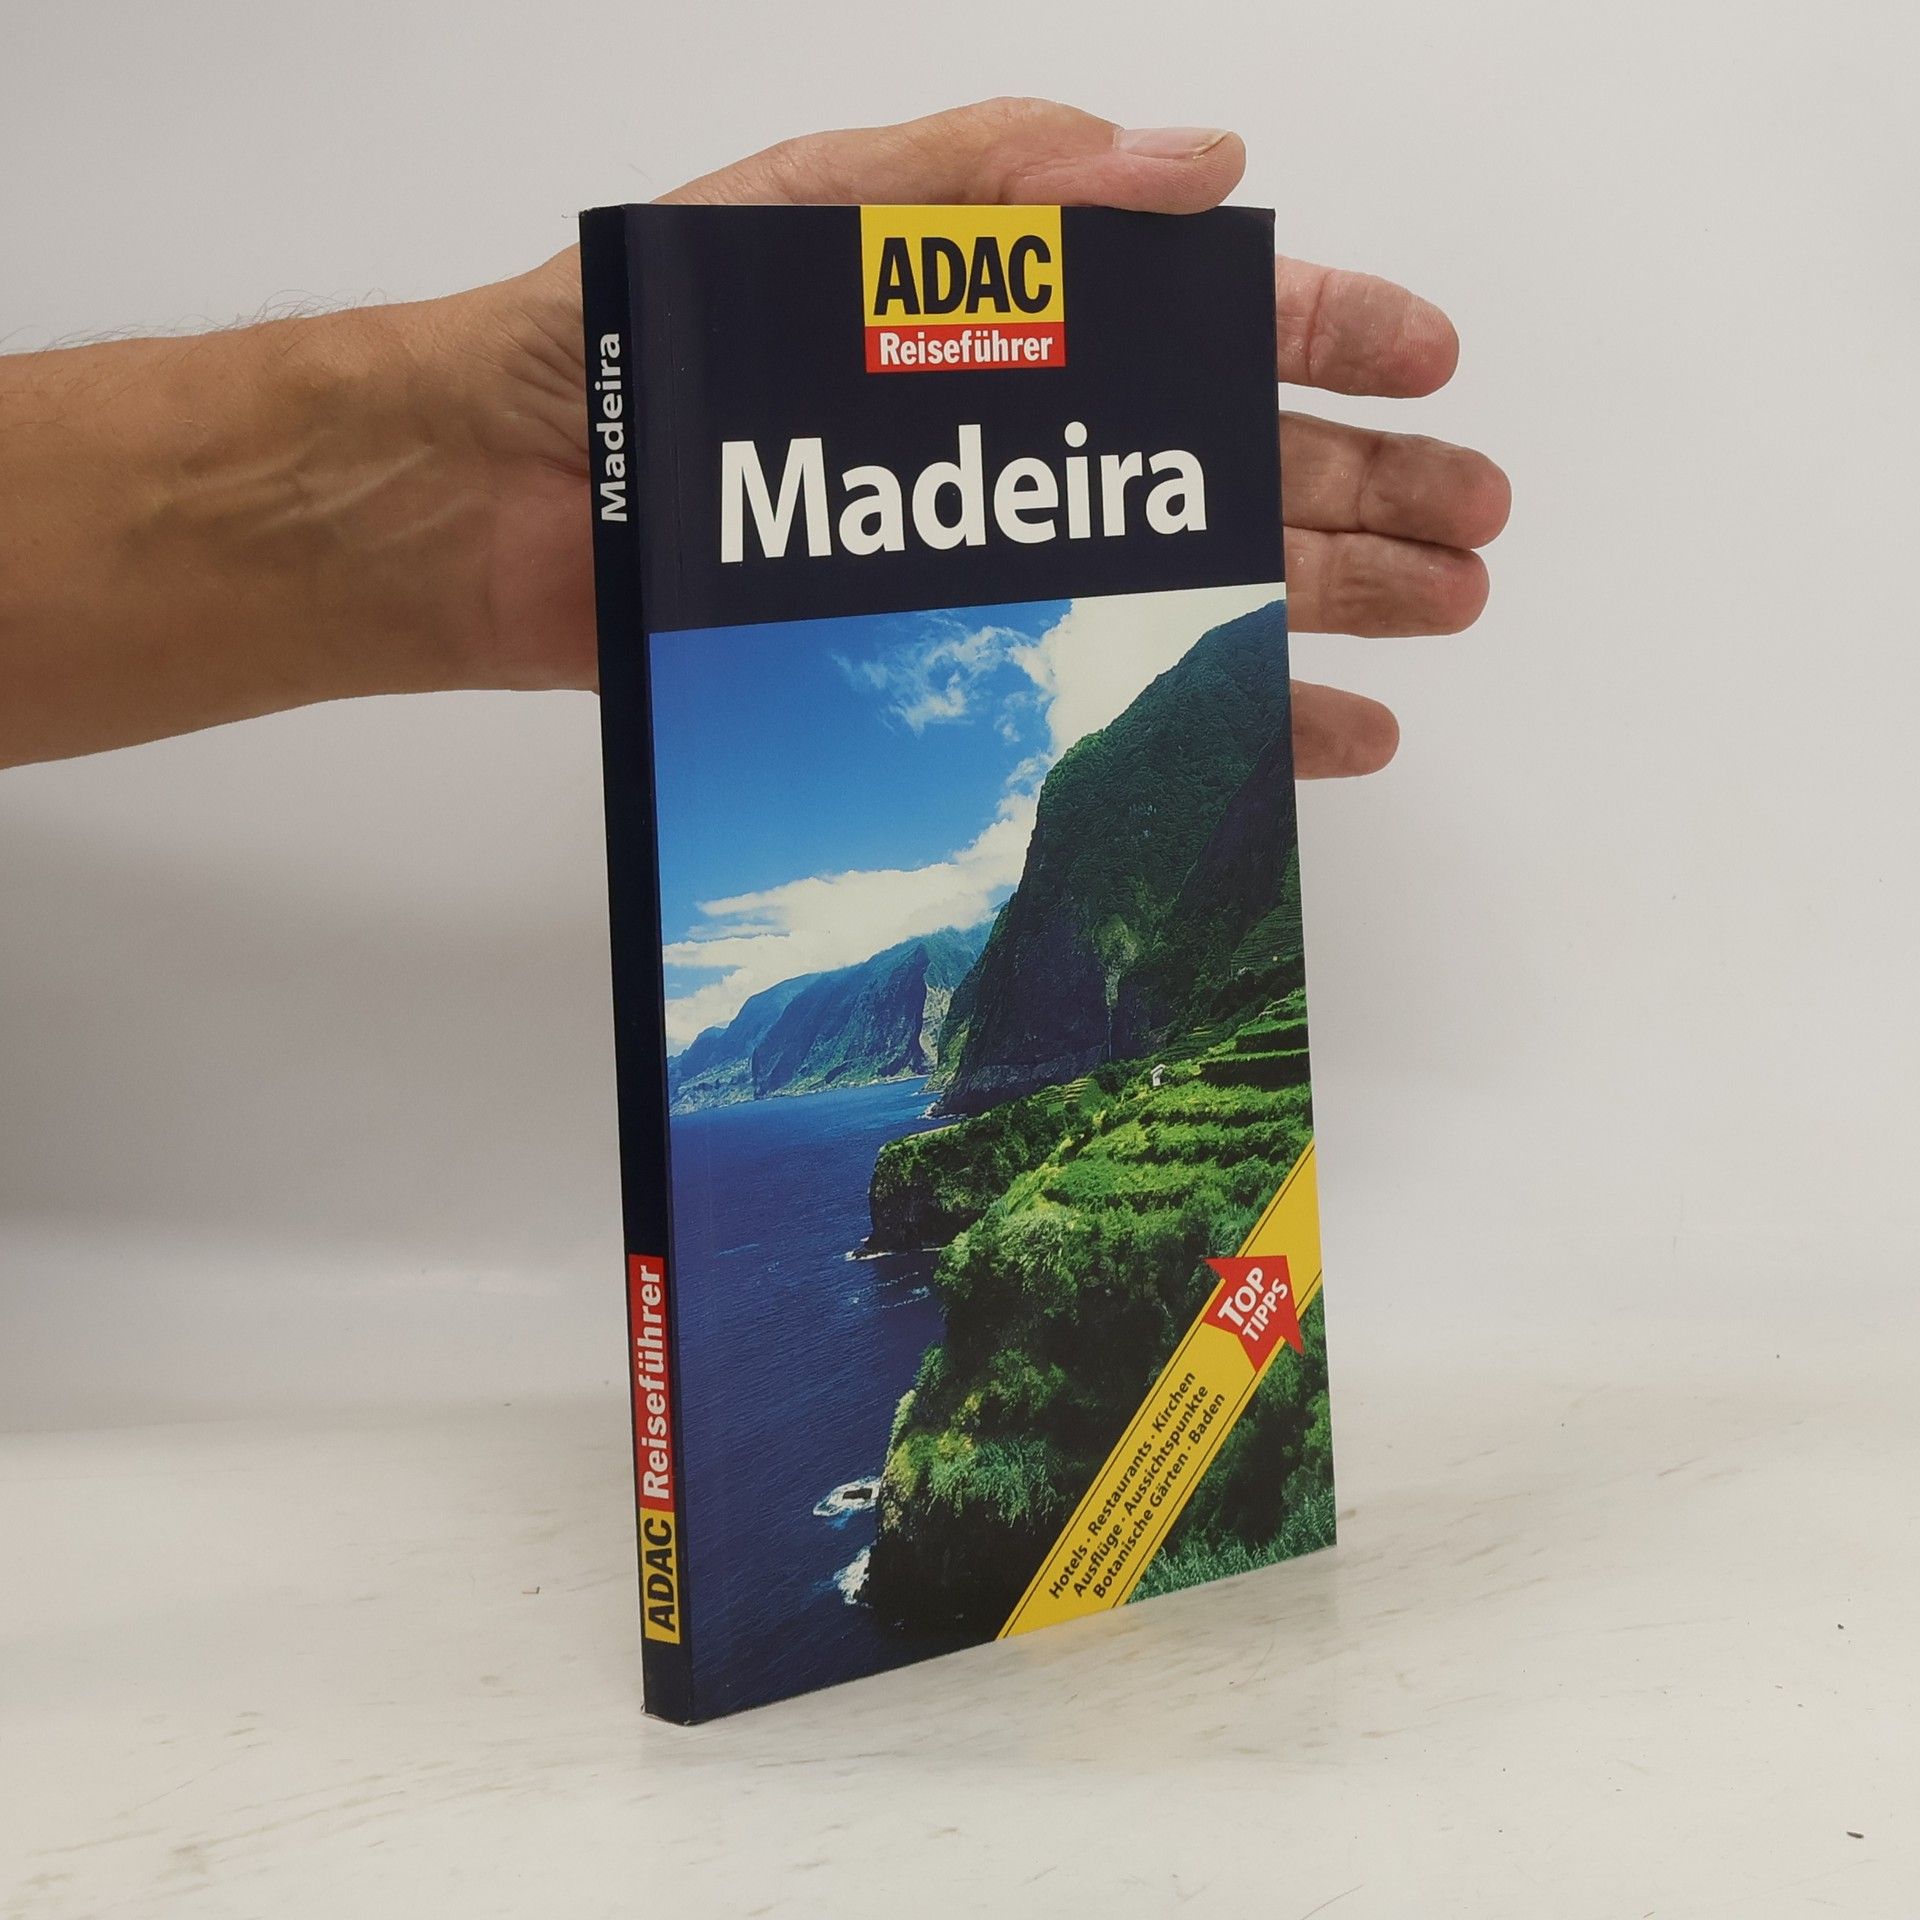 ADAC
Reiseführer
Madeira
TOP
TIPPS
Hotels · Restaurants · Kirchen
Ausflüge · Aussichtspunkte
Botanische Gärten · Baden
Madeira
ADAC Reiseführer